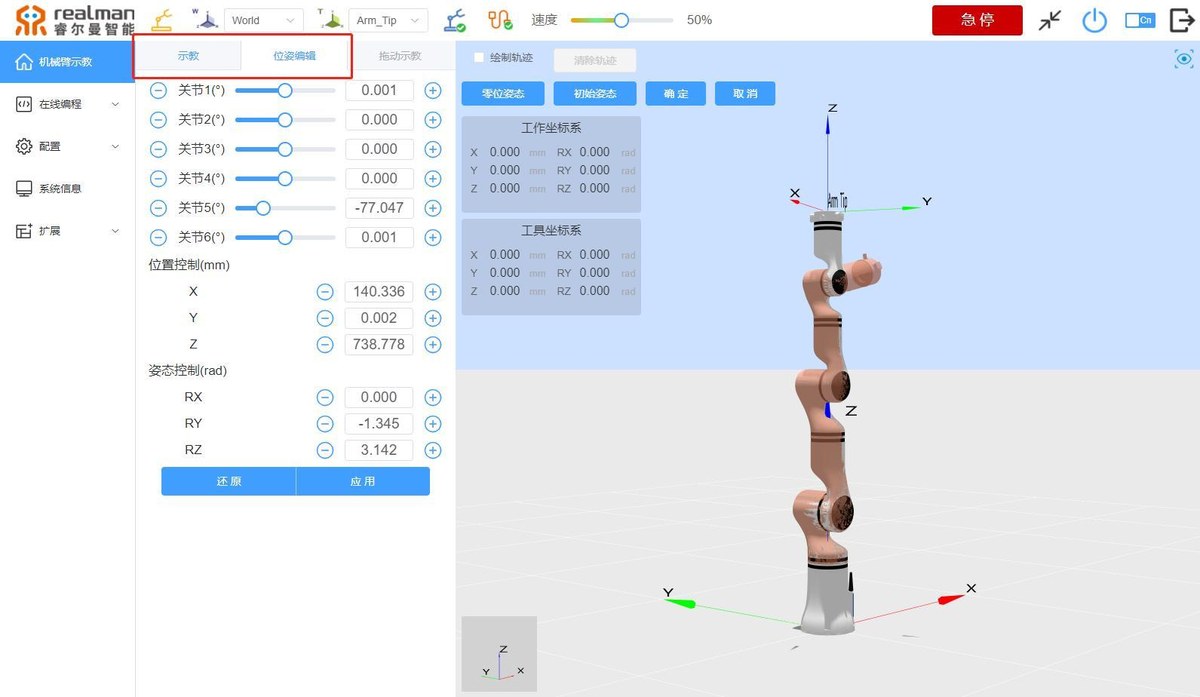 realman
睿尔曼智能
W
World
T
Arm_Tip
速度
50%
急停
Cn
机械臂示教
在线编程
配置
系统信息
扩展
示教
位姿编辑
拖动示教
关节1(°) 0.001
关节2(°) 0.000
关节3(°) 0.000
关节4(°) 0.000
关节5(°) -77.047
关节6(°) 0.001
位置控制(mm)
X 140.336
Y 0.002
Z 738.778
姿态控制(rad)
RX 0.000
RY -1.345
RZ 3.142
还原 应用
绘制轨迹 清除轨迹
零位姿态 初始姿态 确定 取消
工作坐标系
X 0.000 mm RX 0.000 rad
Y 0.000 mm RY 0.000 rad
Z 0.000 mm RZ 0.000 rad
工具坐标系
X 0.000 mm RX 0.000 rad
Y 0.000 mm RY 0.000 rad
Z 0.000 mm RZ 0.000 rad
Z
X
Arm Tip
Y
Z
Y
X
Z
Y
X